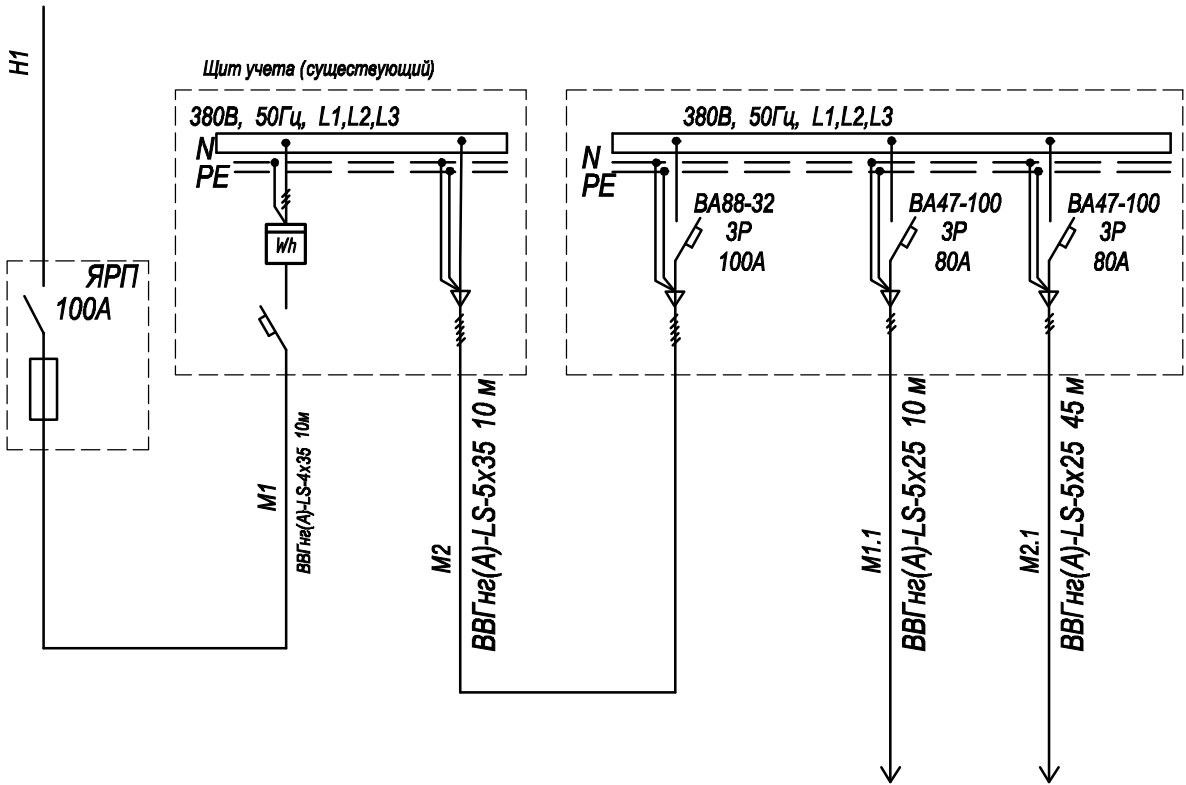 Н1
ЯРП
100А
Щит учета (существующий)
380В, 50Гц, L1,L2,L3
N
PE
Wh
М1
ВВГнг(А)-LS-4х35 10м
М2
ВВГнг(А)-LS-5х35 10 м
380В, 50Гц, L1,L2,L3
N
PE
ВА88-32
3Р
100А
ВА47-100
3Р
80А
ВА47-100
3Р
80А
М1.1
ВВГнг(А)-LS-5х25 10 м
М2.1
ВВГнг(А)-LS-5х25 45 м